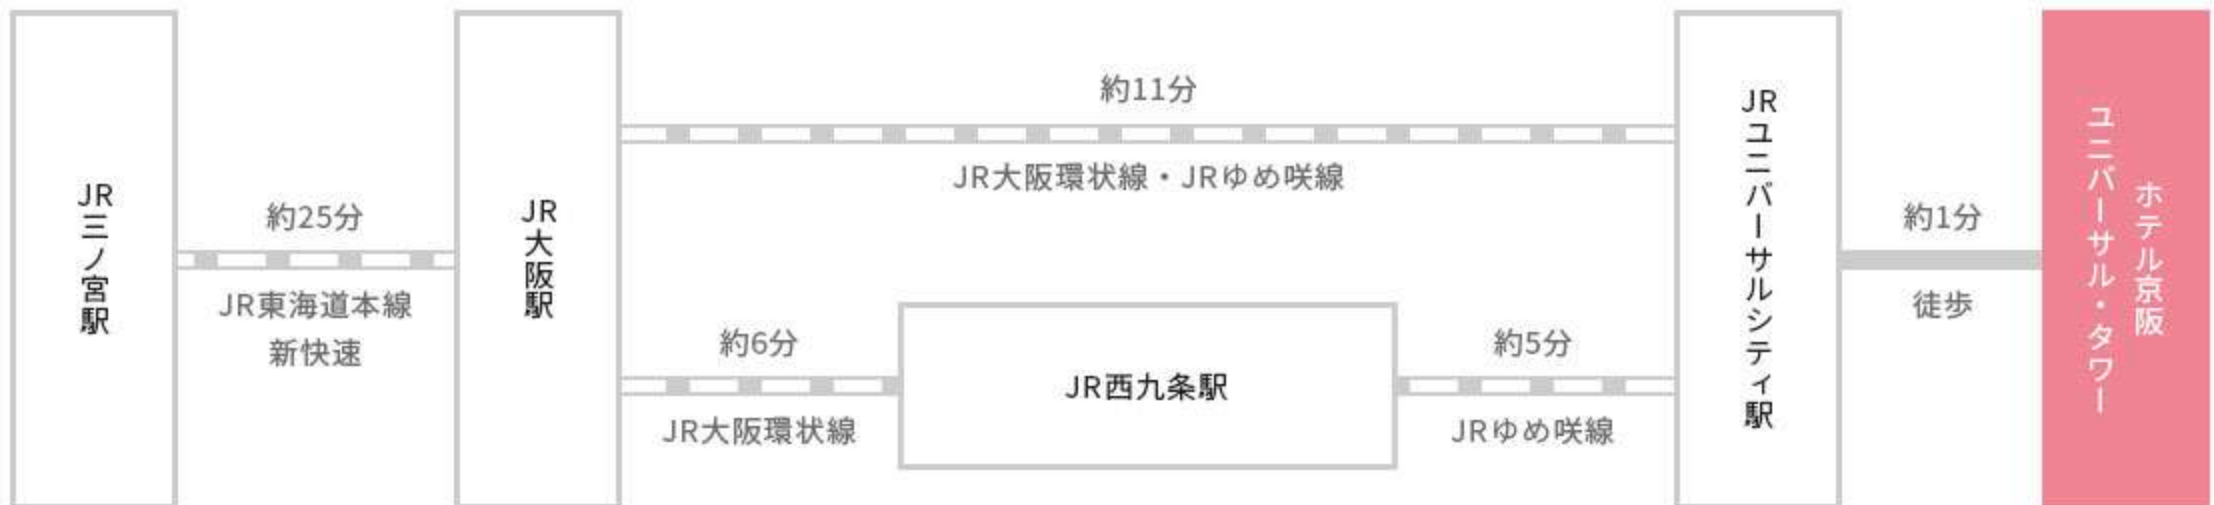 JR三ノ宮駅
約25分
JR東海道本線
新快速
JR大阪駅
約11分
JR大阪環状線・JRゆめ咲線
約6分
JR大阪環状線
JR西九条駅
約5分
JRゆめ咲線
JRユニバーサルシティ駅
約1分
徒歩
ホテル京阪
ユニバーサル・タワー